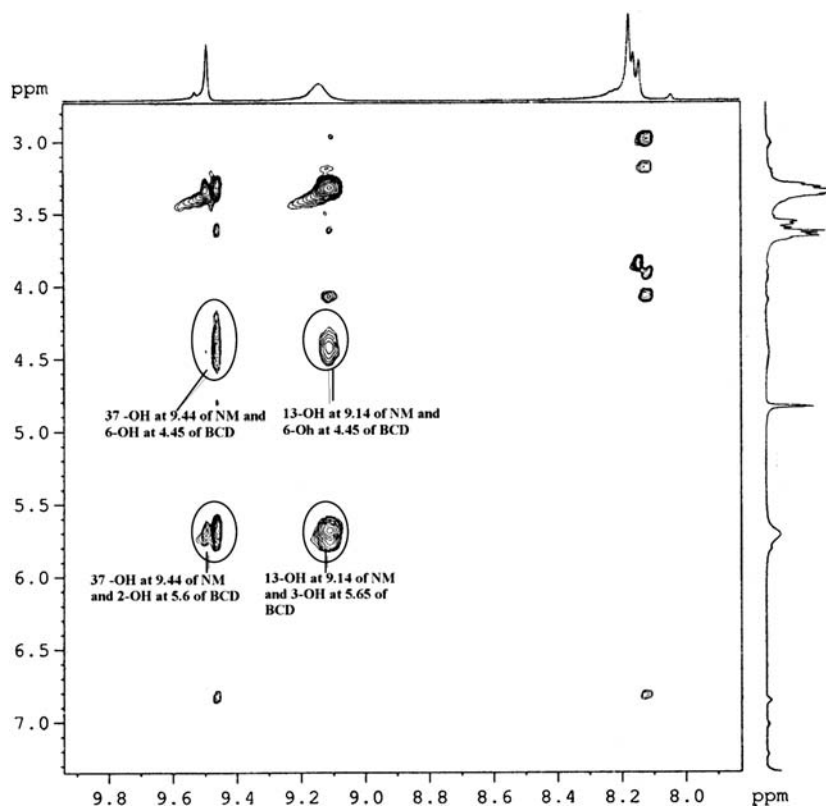 ppm
3.0
3.5
4.0
4.5
37 -OH at 9.44 of NM and
6-OH at 4.45 of BCD
13-OH at 9.14 of NM and
6-Oh at 4.45 of BCD
5.0
5.5
37 -OH at 9.44 of NM
and 2-OH at 5.6 of BCD
13-OH at 9.14 of NM
and 3-OH at 5.65 of
BCD
6.0
6.5
7.0
9.8 9.6 9.4 9.2 9.0 8.8 8.6 8.4 8.2 8.0 ppm